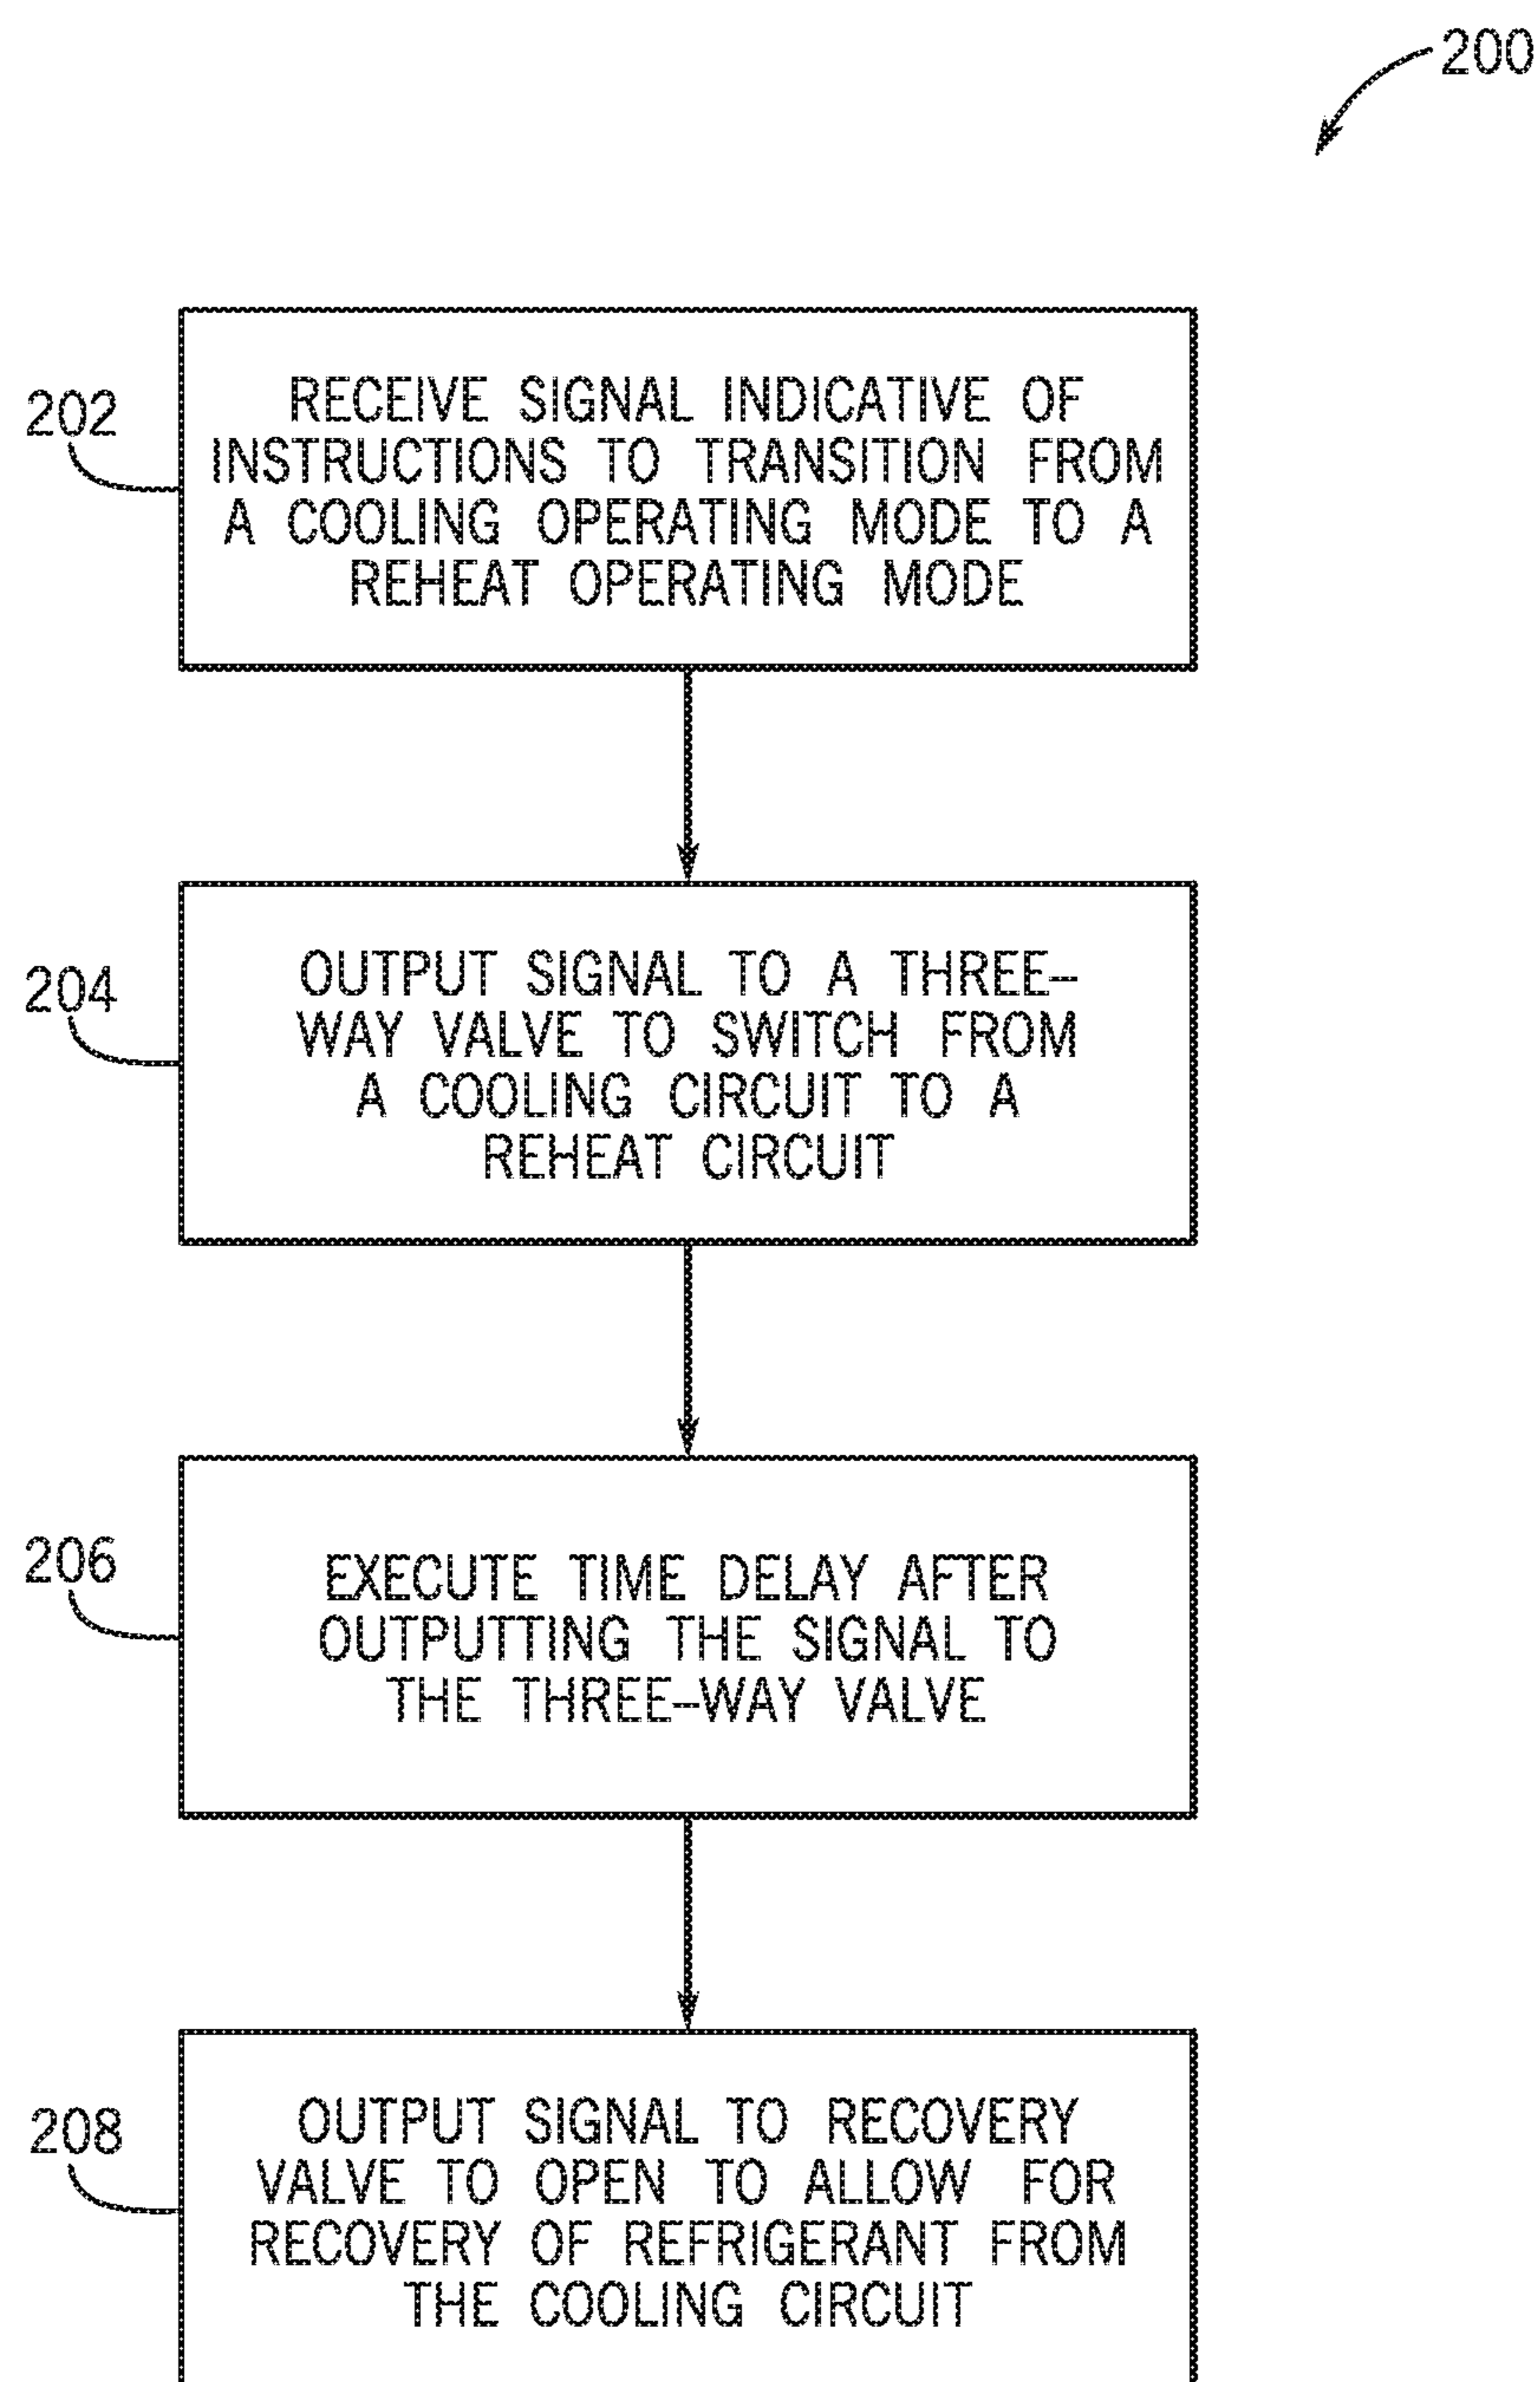 200
202
RECEIVE SIGNAL INDICATIVE OF
INSTRUCTIONS TO TRANSITION FROM
A COOLING OPERATING MODE TO A
REHEAT OPERATING MODE
204
OUTPUT SIGNAL TO A THREE–
WAY VALVE TO SWITCH FROM
A COOLING CIRCUIT TO A
REHEAT CIRCUIT
206
EXECUTE TIME DELAY AFTER
OUTPUTTING THE SIGNAL TO
THE THREE–WAY VALVE
208
OUTPUT SIGNAL TO RECOVERY
VALVE TO OPEN TO ALLOW FOR
RECOVERY OF REFRIGERANT FROM
THE COOLING CIRCUIT